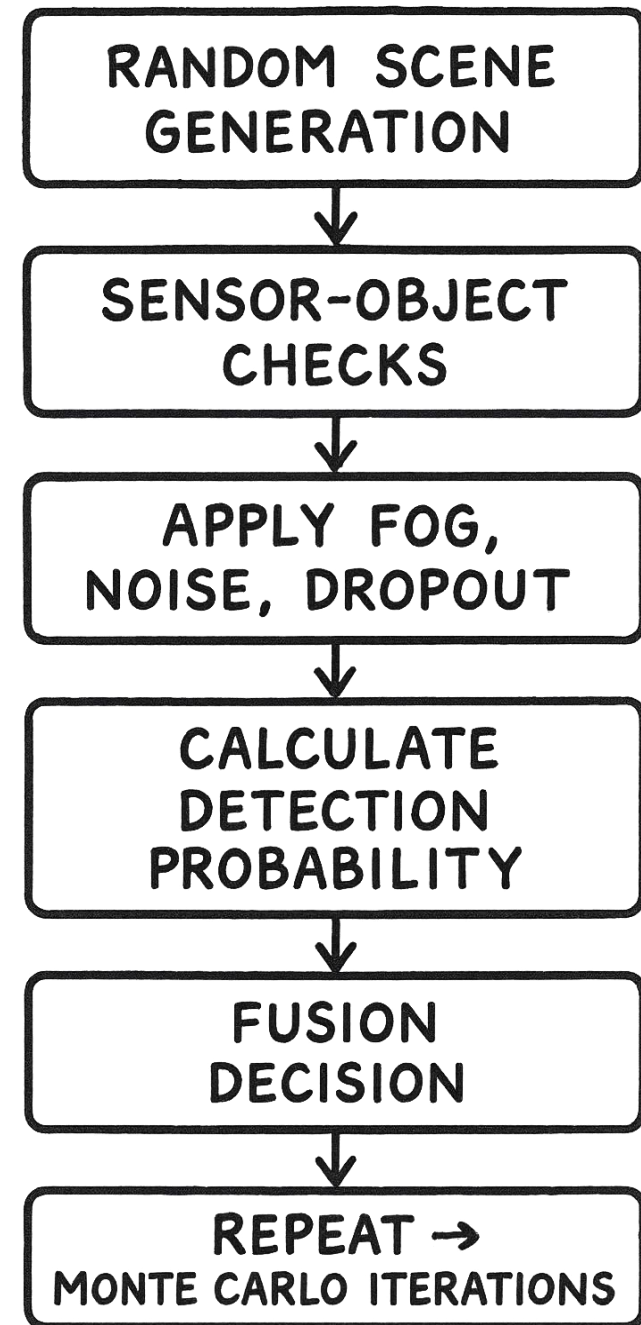 RANDOM SCENE
GENERATION
SENSOR-OBJECT
CHECKS
APPLY FOG,
NOISE, DROPOUT
CALCULATE
DETECTION
PROBABILITY
FUSION
DECISION
REPEAT →
MONTE CARLO ITERATIONS